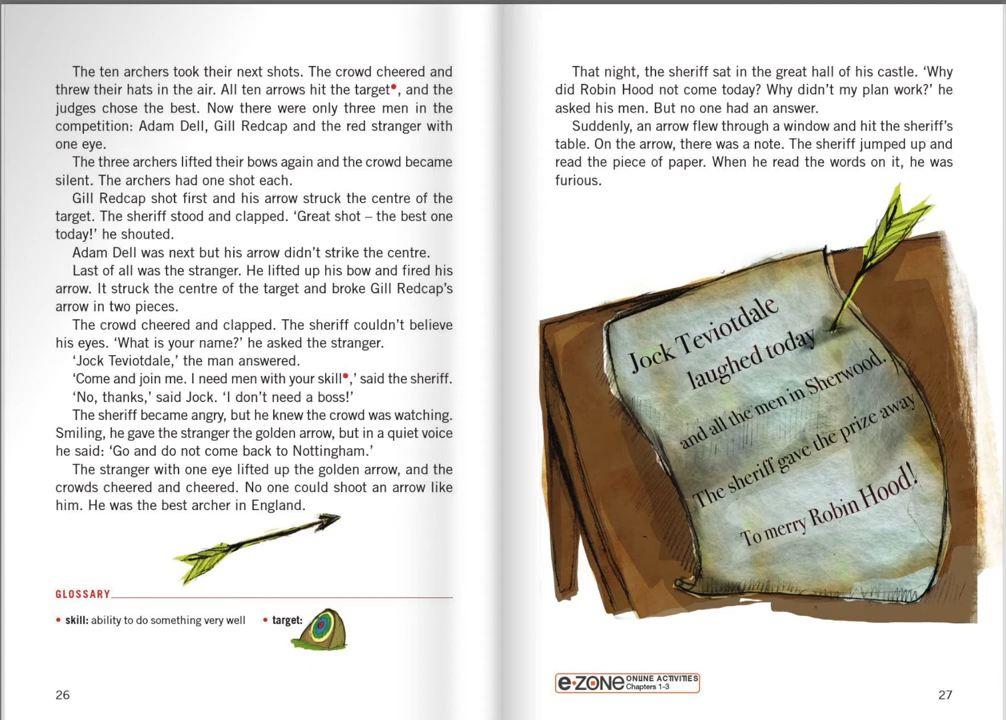 The ten archers took their next shots. The crowd cheered and
threw their hats in the air. All ten arrows hit the target•, and the
judges chose the best. Now there were only three men in the
competition: Adam Dell, Gill Redcap and the red stranger with
one eye.
The three archers lifted their bows again and the crowd became
silent. The archers had one shot each.
Gill Redcap shot first and his arrow struck the centre of the
target. The sheriff stood and clapped. ‘Great shot – the best one
today!’ he shouted.
Adam Dell was next but his arrow didn’t strike the centre.
Last of all was the stranger. He lifted up his bow and fired his
arrow. It struck the centre of the target and broke Gill Redcap’s
arrow in two pieces.
The crowd cheered and clapped. The sheriff couldn’t believe
his eyes. ‘What is your name?’ he asked the stranger.
‘Jock Teviotdale,’ the man answered.
‘Come and join me. I need men with your skill•,’ said the sheriff.
‘No, thanks,’ said Jock. ‘I don’t need a boss!’
The sheriff became angry, but he knew the crowd was watching.
Smiling, he gave the stranger the golden arrow, but in a quiet voice
he said: ‘Go and do not come back to Nottingham.’
The stranger with one eye lifted up the golden arrow, and the
crowds cheered and cheered. No one could shoot an arrow like
him. He was the best archer in England.
GLOSSARY
• skill: ability to do something very well • target:
26
That night, the sheriff sat in the great hall of his castle. ‘Why
did Robin Hood not come today? Why didn’t my plan work?’ he
asked his men. But no one had an answer.
Suddenly, an arrow flew through a window and hit the sheriff’s
table. On the arrow, there was a note. The sheriff jumped up and
read the piece of paper. When he read the words on it, he was
furious.
Jock Teviotdale
laughed today
and all the men in Sherwood.
The sheriff gave the prize away
To merry Robin Hood!
e-zone ONLINE ACTIVITIES
Chapters 1-3
27